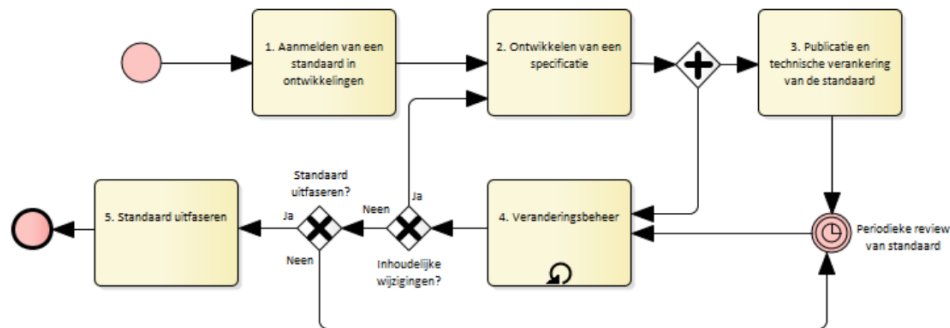 1. Aanmelden van een
standaard in
ontwikkelingen
2. Ontwikkelen van een
specificatie
3. Publicatie en
technische verankering
van de standaard
Standaard
uitfaseren?
Ja
5. Standaard uitfaseren
Ja
Neen
Neen
Inhoudelijke
wijzigingen?
4. Veranderingsbeheer
Periodieke review
van standaard